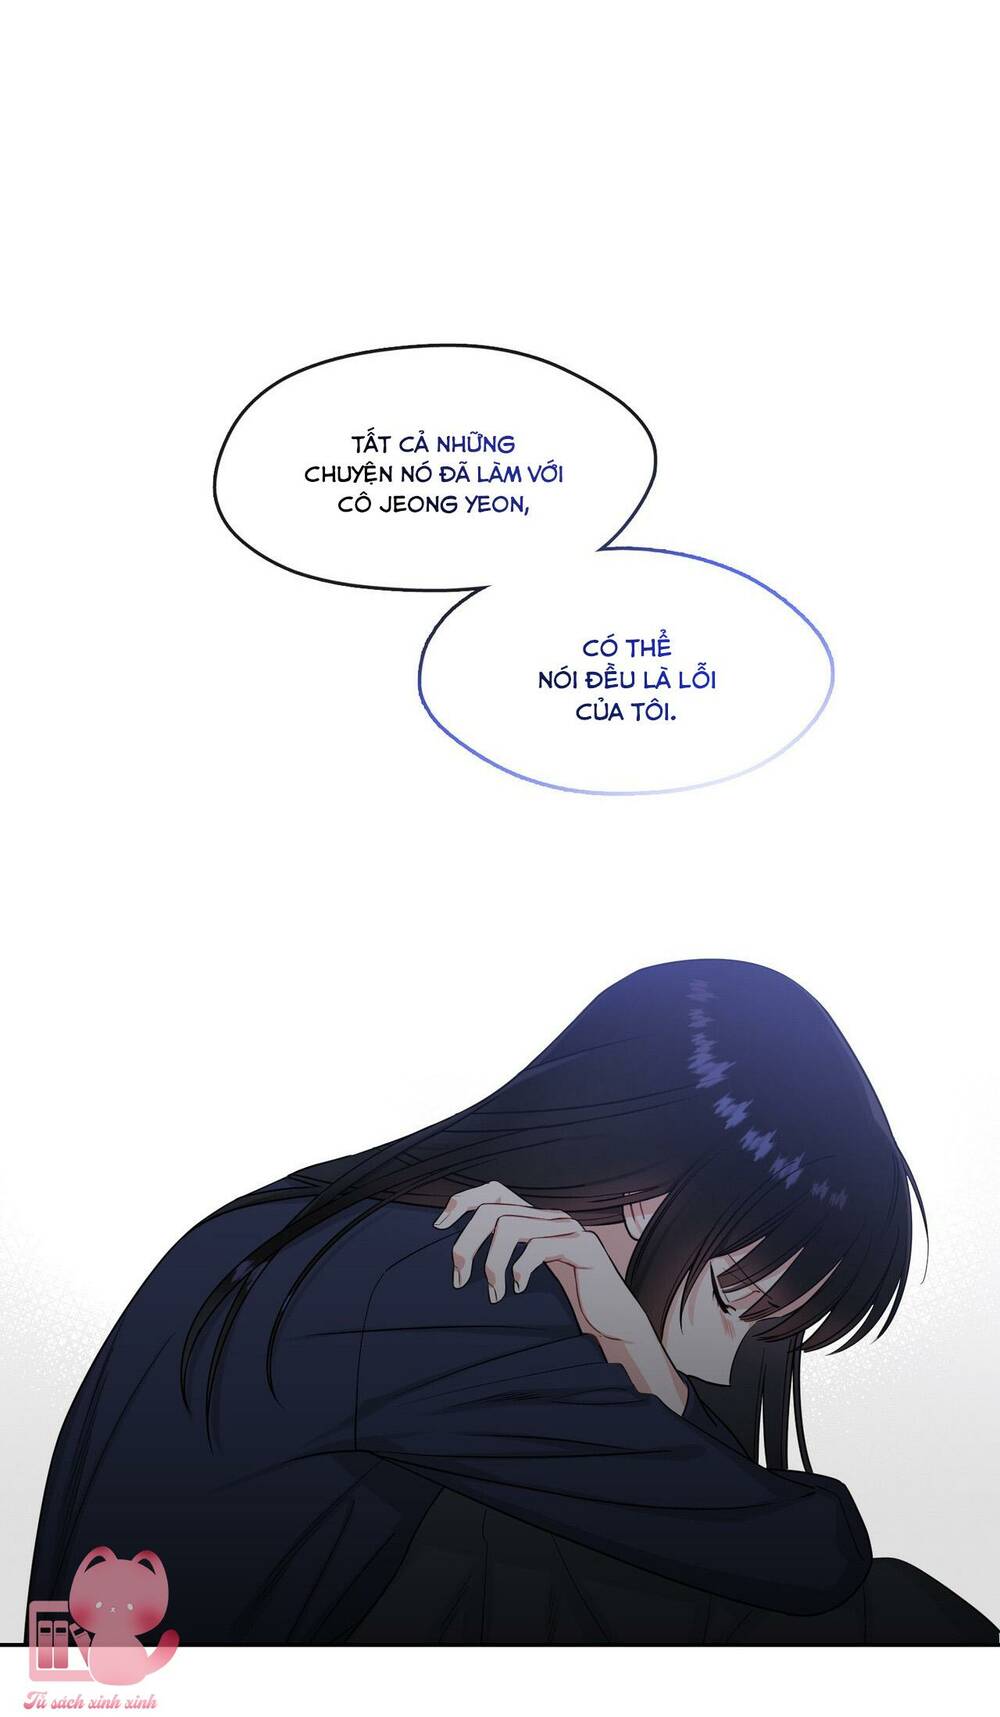 TẤT CẢ NHỮNG
CHUYỆN NÓ ĐÃ LÀM VỚI
CÔ JEONG YEON,
CÓ THỂ
NÓI ĐỀU LÀ LỖI
CỦA TÔI.
Tủ sách xinh xinh